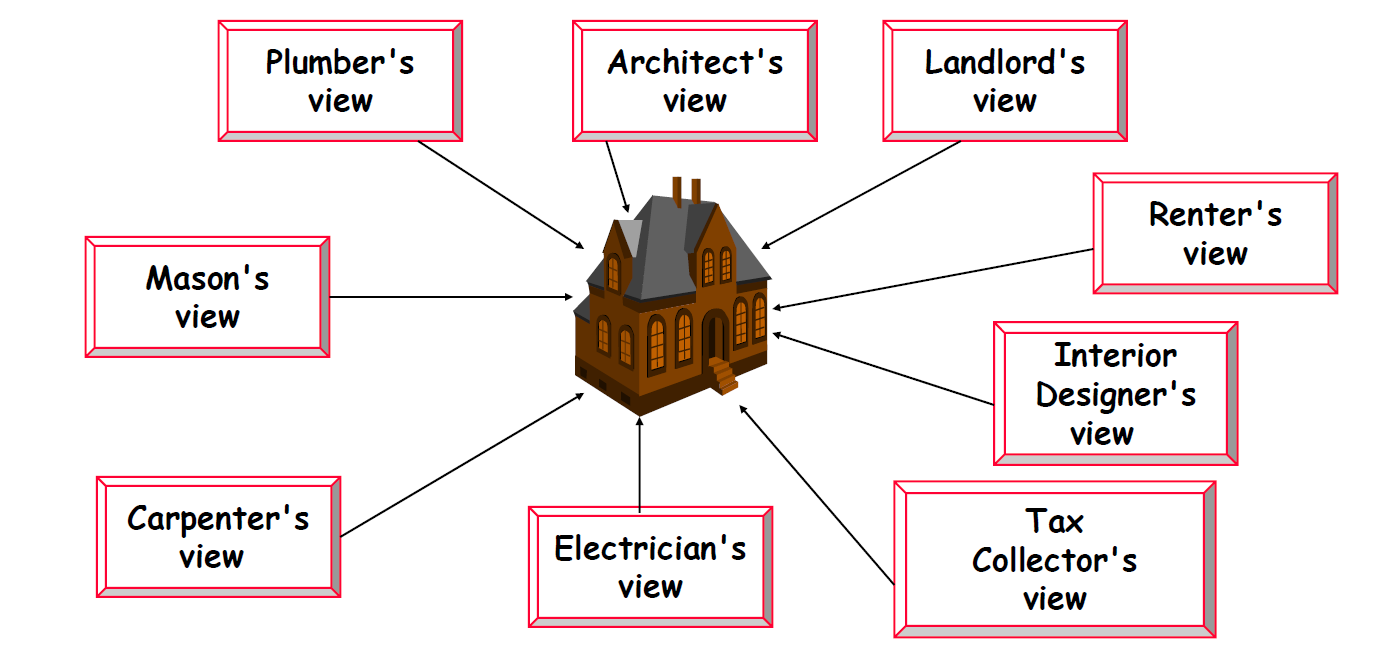 Plumber's
view
Architect's
view
Landlord's
view
Renter's
view
Mason's
view
Interior
Designer's
view
Carpenter's
view
Electrician's
view
Tax
Collector's
view